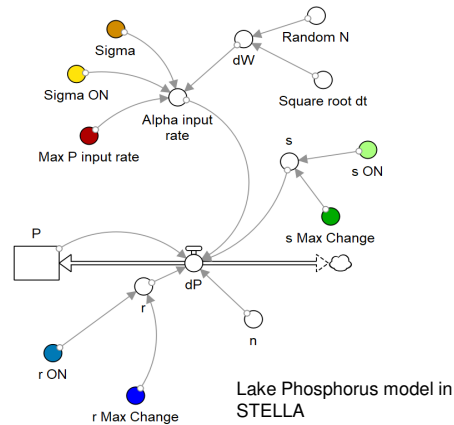 Sigma
Random N
dW
Sigma ON
Square root dt
Alpha input
rate
Max P input rate
s
s ON
P
s Max Change
dP
r
n
r ON
r Max Change
Lake Phosphorus model in
STELLA